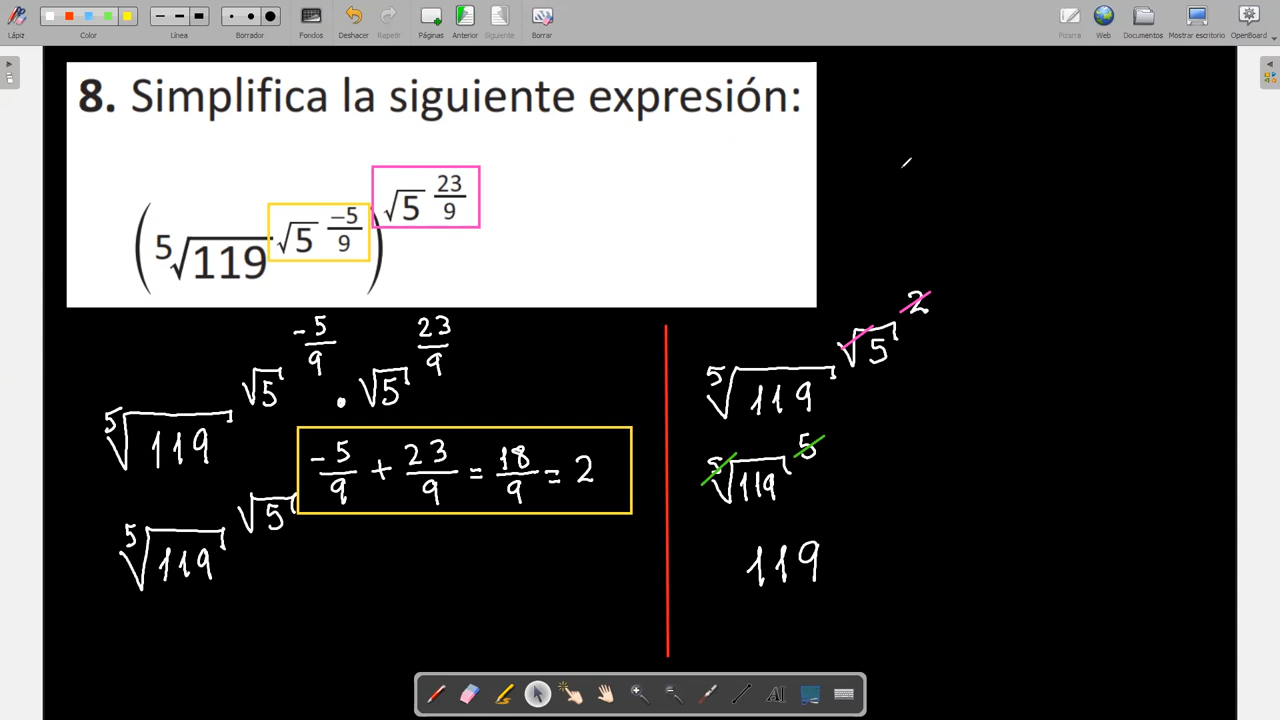 Lápiz Color Línea Borrador Fondos Deshacer Repetir Páginas Anterior Siguiente Borrar Pizarra Web Documentos Mostrar escritorio OpenBoard
8. Simplifica la siguiente expresión:
(⁵√119^(√5^(-5/9)))^(√5^(23/9))
⁵√119^(√5^(-5/9) · √5^(23/9))
-5/9 + 23/9 = 18/9 = 2
⁵√119^(√5)
⁵√119^(√5^2)
⁵√119^5
119